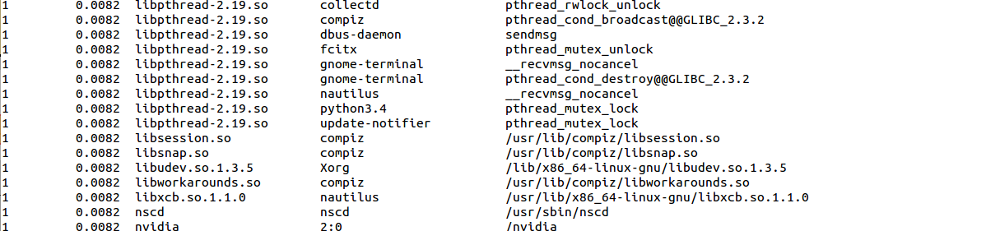 1 0.0082 libpthread-2.19.so collectd pthread_rwlock_unlock
1 0.0082 libpthread-2.19.so compiz pthread_cond_broadcast@@GLIBC_2.3.2
1 0.0082 libpthread-2.19.so dbus-daemon sendmsg
1 0.0082 libpthread-2.19.so fcitx pthread_mutex_unlock
1 0.0082 libpthread-2.19.so gnome-terminal __recvmsg_nocancel
1 0.0082 libpthread-2.19.so gnome-terminal pthread_cond_destroy@@GLIBC_2.3.2
1 0.0082 libpthread-2.19.so nautilus __recvmsg_nocancel
1 0.0082 libpthread-2.19.so python3.4 pthread_mutex_lock
1 0.0082 libpthread-2.19.so update-notifier pthread_mutex_lock
1 0.0082 libsession.so compiz /usr/lib/compiz/libsession.so
1 0.0082 libsnap.so compiz /usr/lib/compiz/libsnap.so
1 0.0082 libudev.so.1.3.5 Xorg /lib/x86_64-linux-gnu/libudev.so.1.3.5
1 0.0082 libworkarounds.so compiz /usr/lib/compiz/libworkarounds.so
1 0.0082 libxcb.so.1.1.0 nautilus /usr/lib/x86_64-linux-gnu/libxcb.so.1.1.0
1 0.0082 nscd nscd /usr/sbin/nscd
1 0.0082 nvidia 2:0 /nvidia